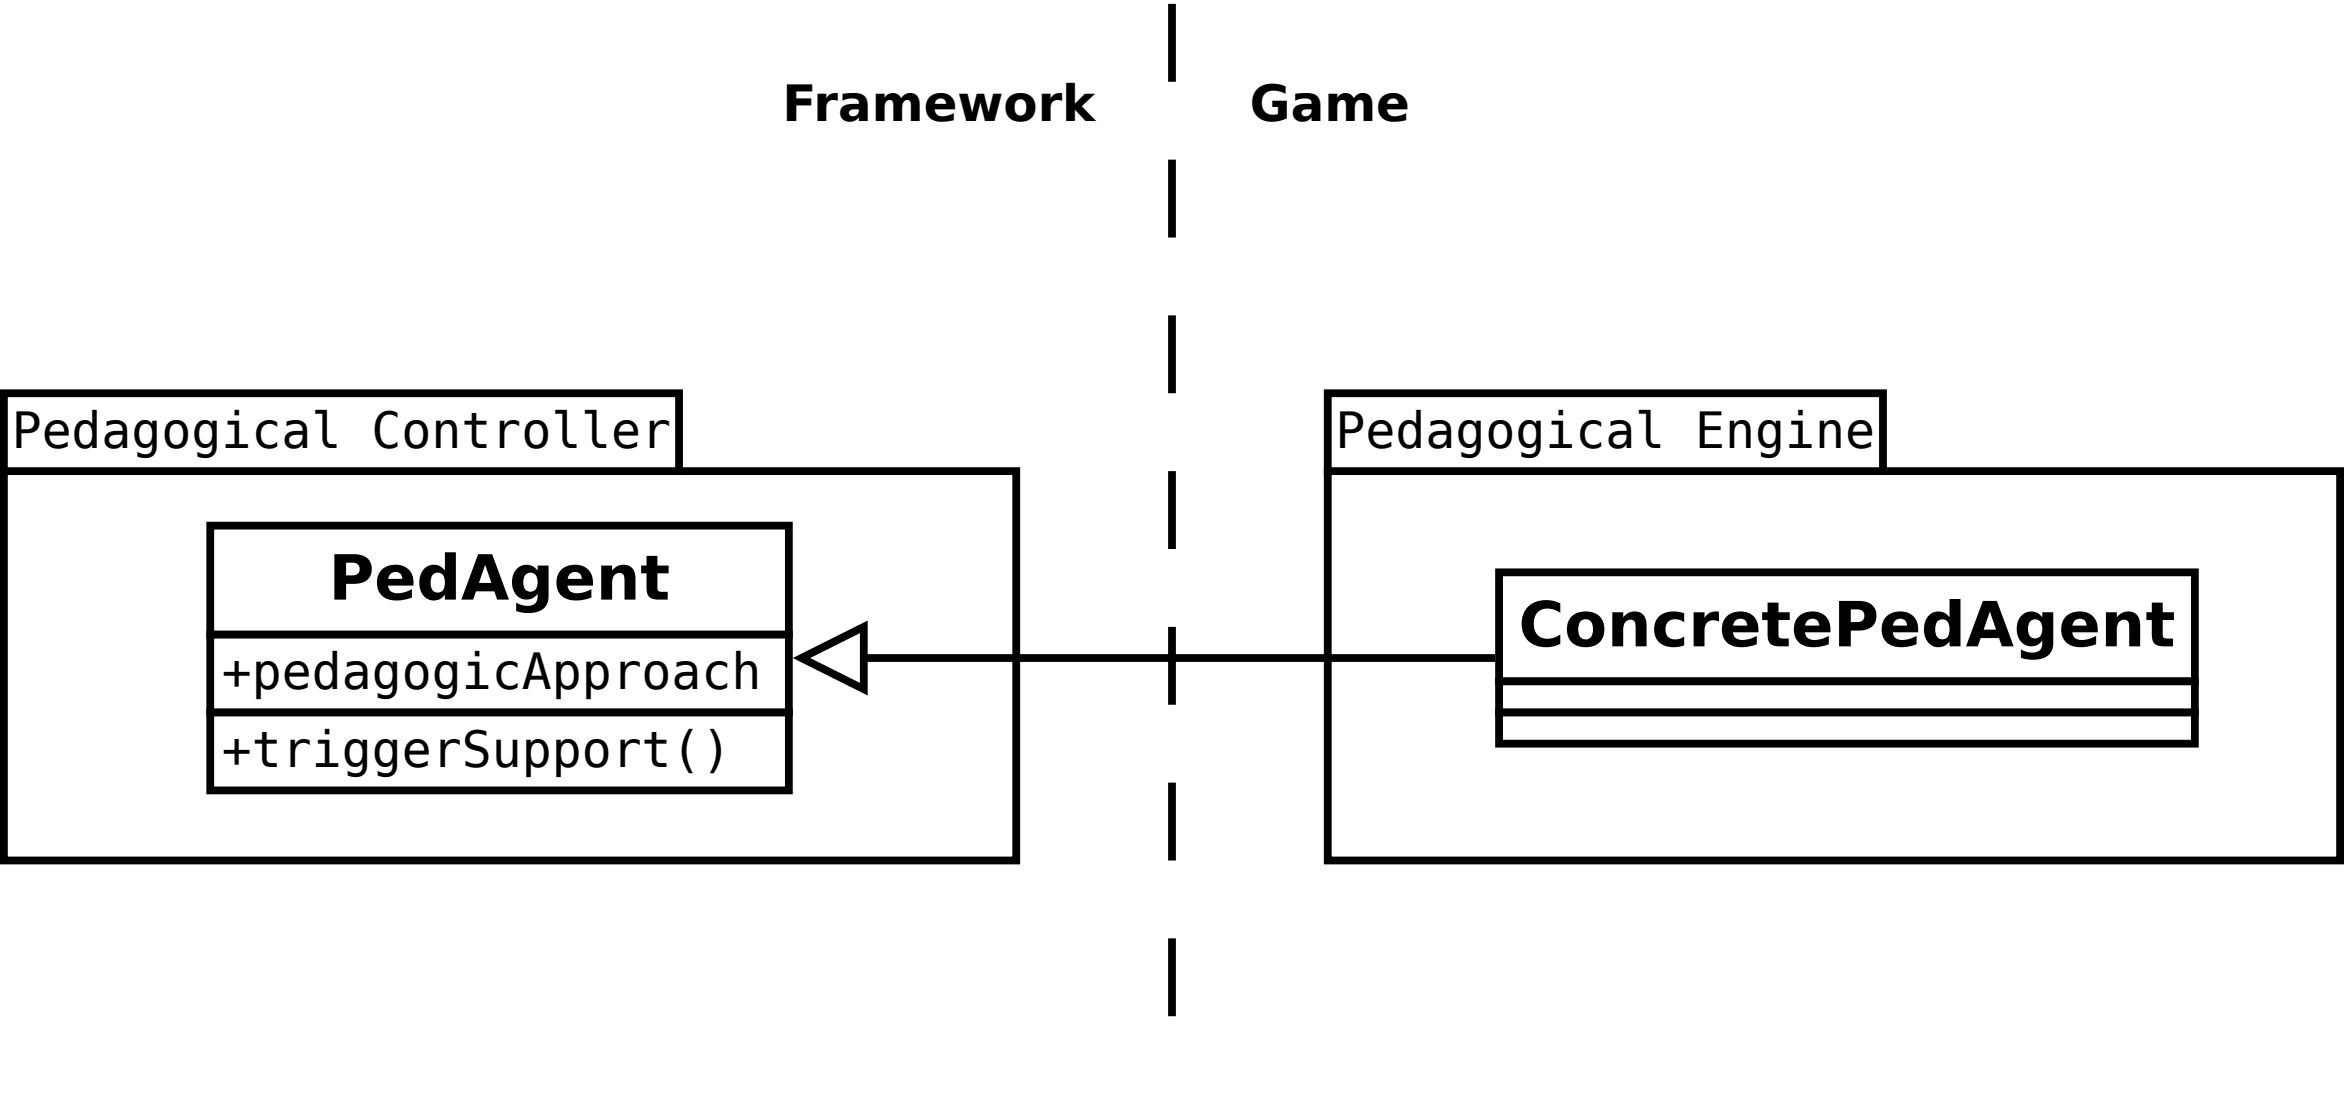 Framework
Game
Pedagogical Controller
Pedagogical Engine
PedAgent
+pedagogicApproach
+triggerSupport()
ConcretePedAgent